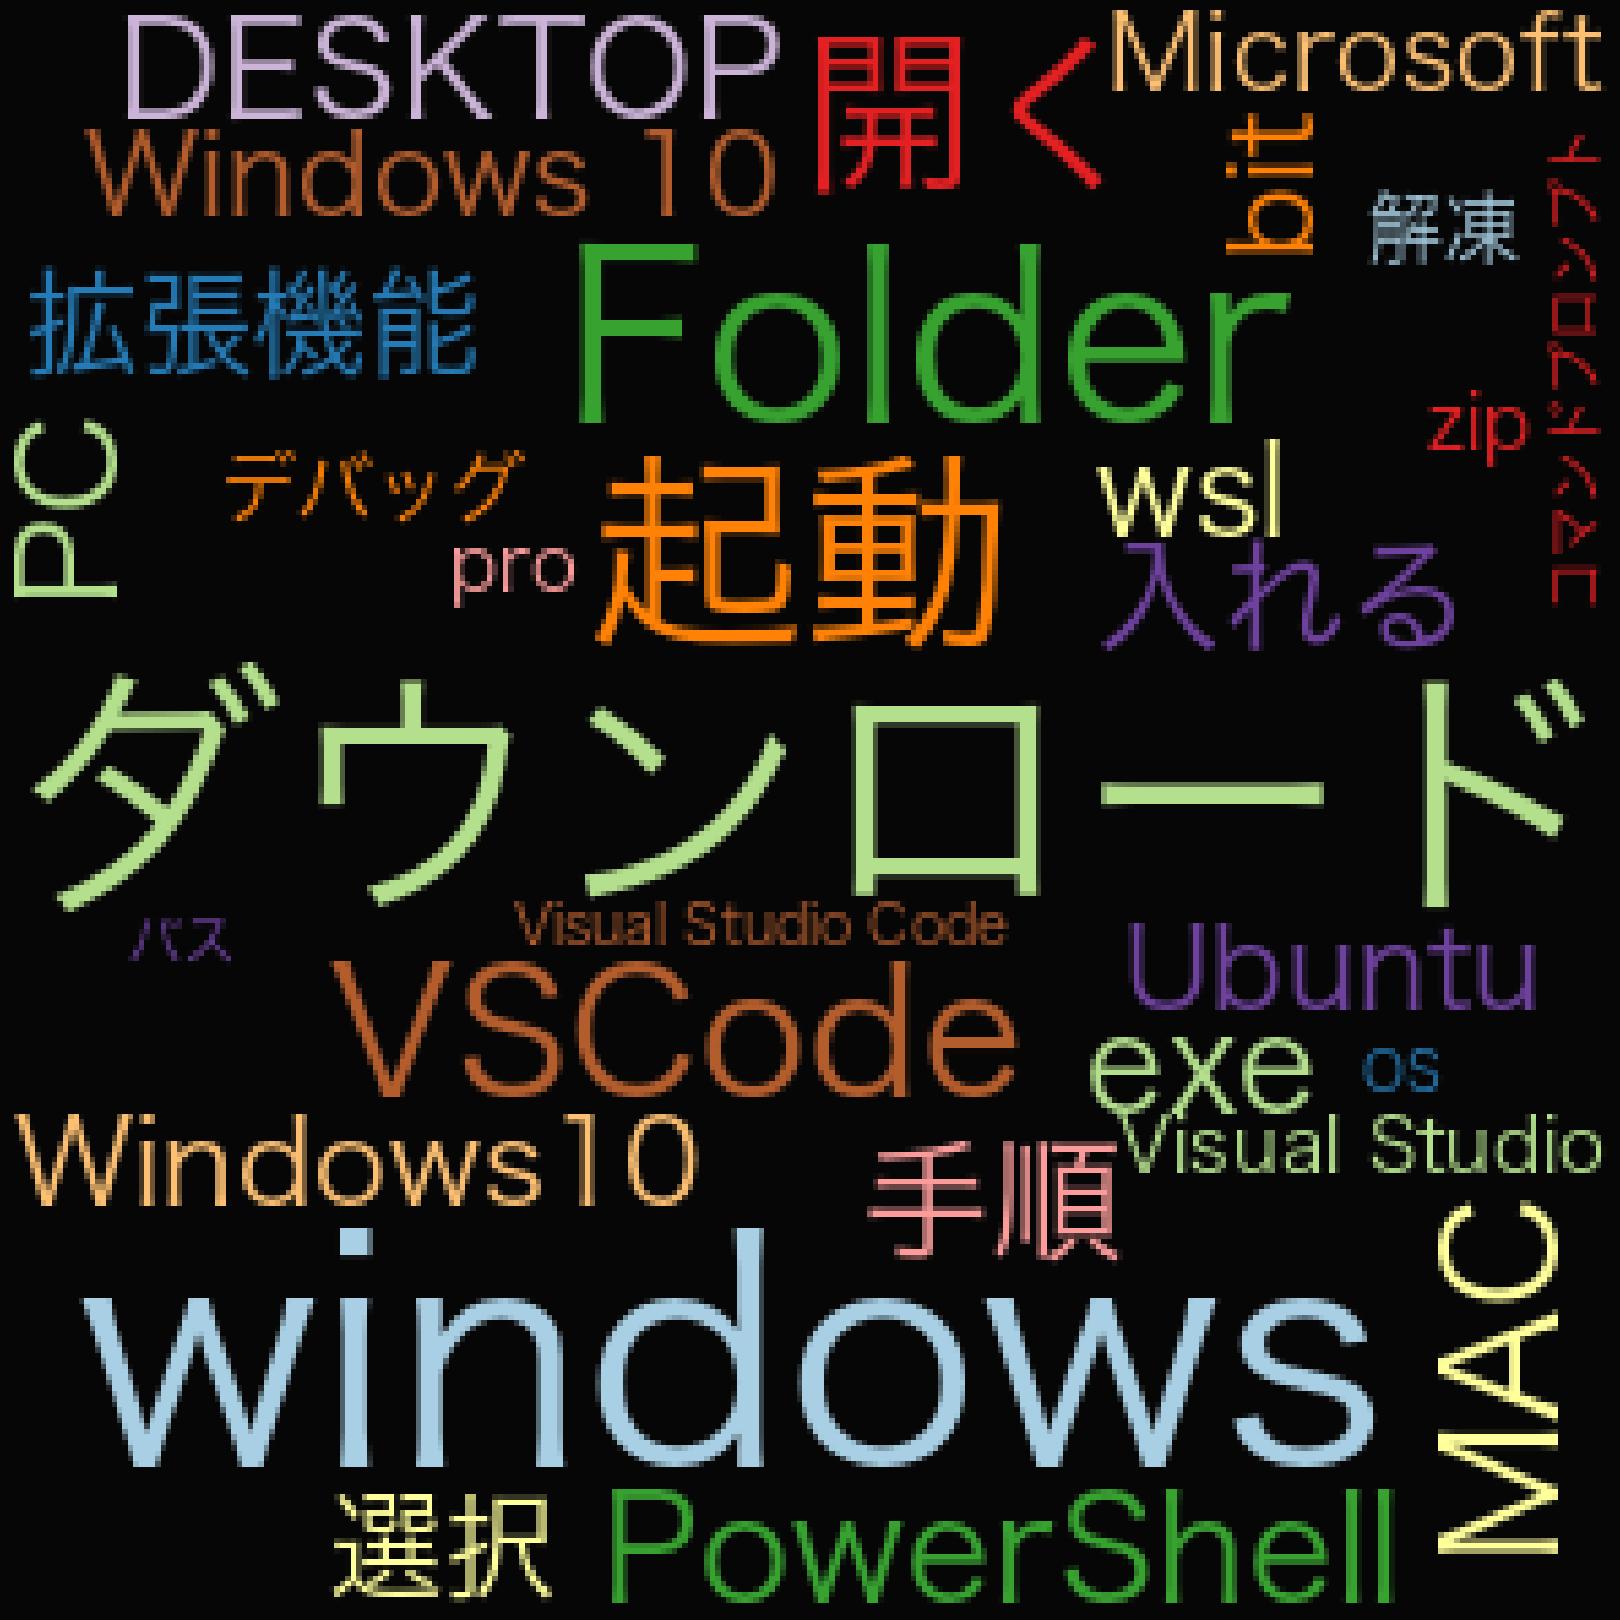 DESKTOP
開く
Microsoft
Windows 10
bit
解凍
コマンドプロンプト
拡張機能
Folder
zip
PC
デバッグ
起動
wsl
pro
入れる
ダウンロード
バス
Visual Studio Code
Ubuntu
VSCode
exe
os
Windows10
手順
Visual Studio
MAC
windows
選択
PowerShell